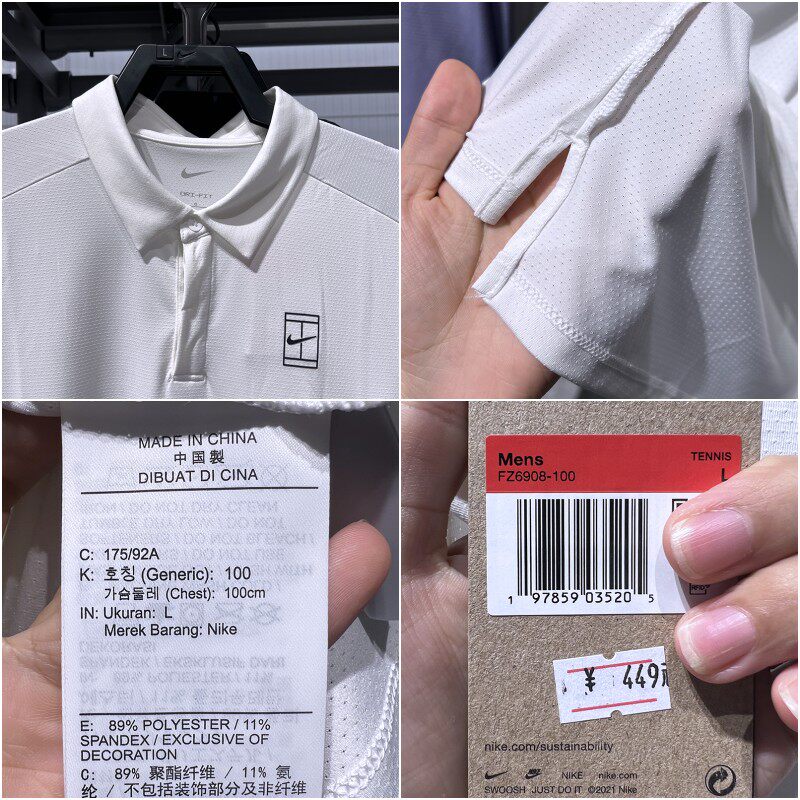 L
NIKE
DRI-FIT
MADE IN CHINA
中国製
DIBUAT DI CINA
C: 175/92A
K: 호칭 (Generic): 100
가슴둘레 (Chest): 100cm
IN: Ukuran: L
Merek Barang: Nike
E: 89% POLYESTER / 11%
SPANDEX / EXCLUSIVE OF
DECORATION
C: 89% 聚酯纤维 / 11% 氨
纶 / 不包括装饰部分及非纤维
Mens
TENNIS
FZ6908-100
L
1 97859 03520 5
RFID
¥ 449
nike.com/sustainability
NIKE nike.com
SWOOSH JUST DO IT ©2021 Nike